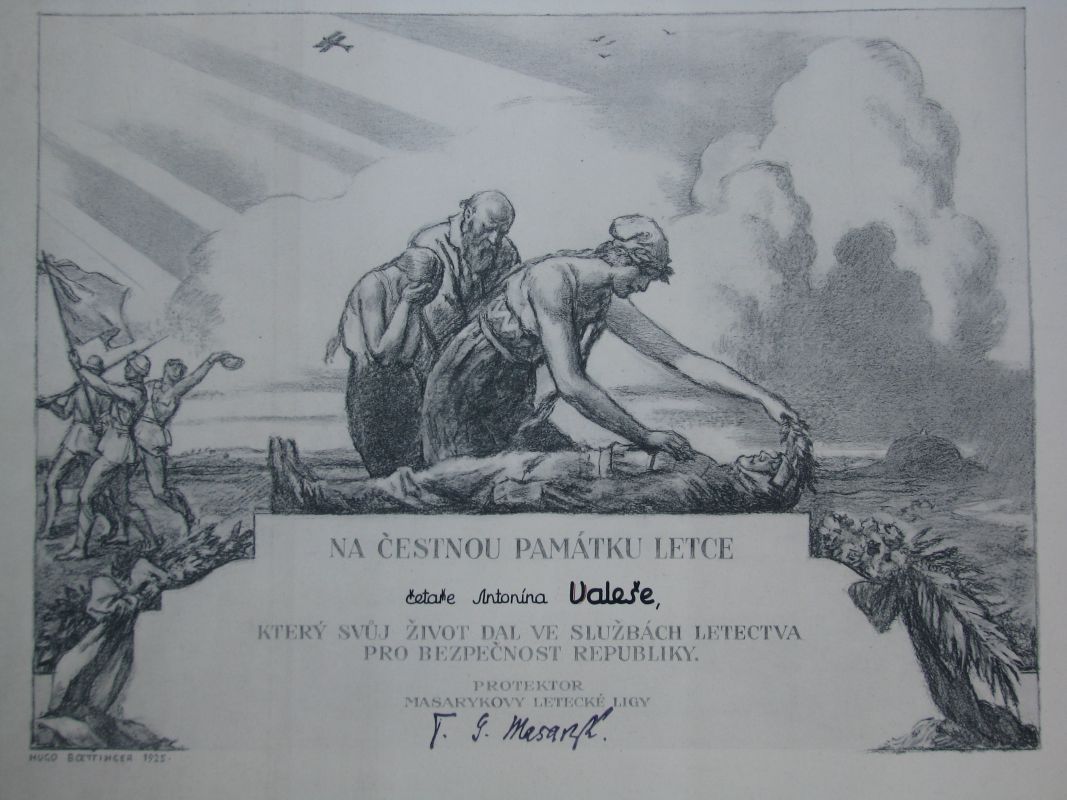 NA ČESTNOU PAMÁTKU LETCE
četaře Antonína Valeše,
KTERÝ SVŮJ ŽIVOT DAL VE SLUŽBÁCH LETECTVA
PRO BEZPEČNOST REPUBLIKY.
PROTEKTOR
MASARYKOVY LETECKÉ LIGY
T. G. Masaryk.
HUGO BOETTINGER 1925.